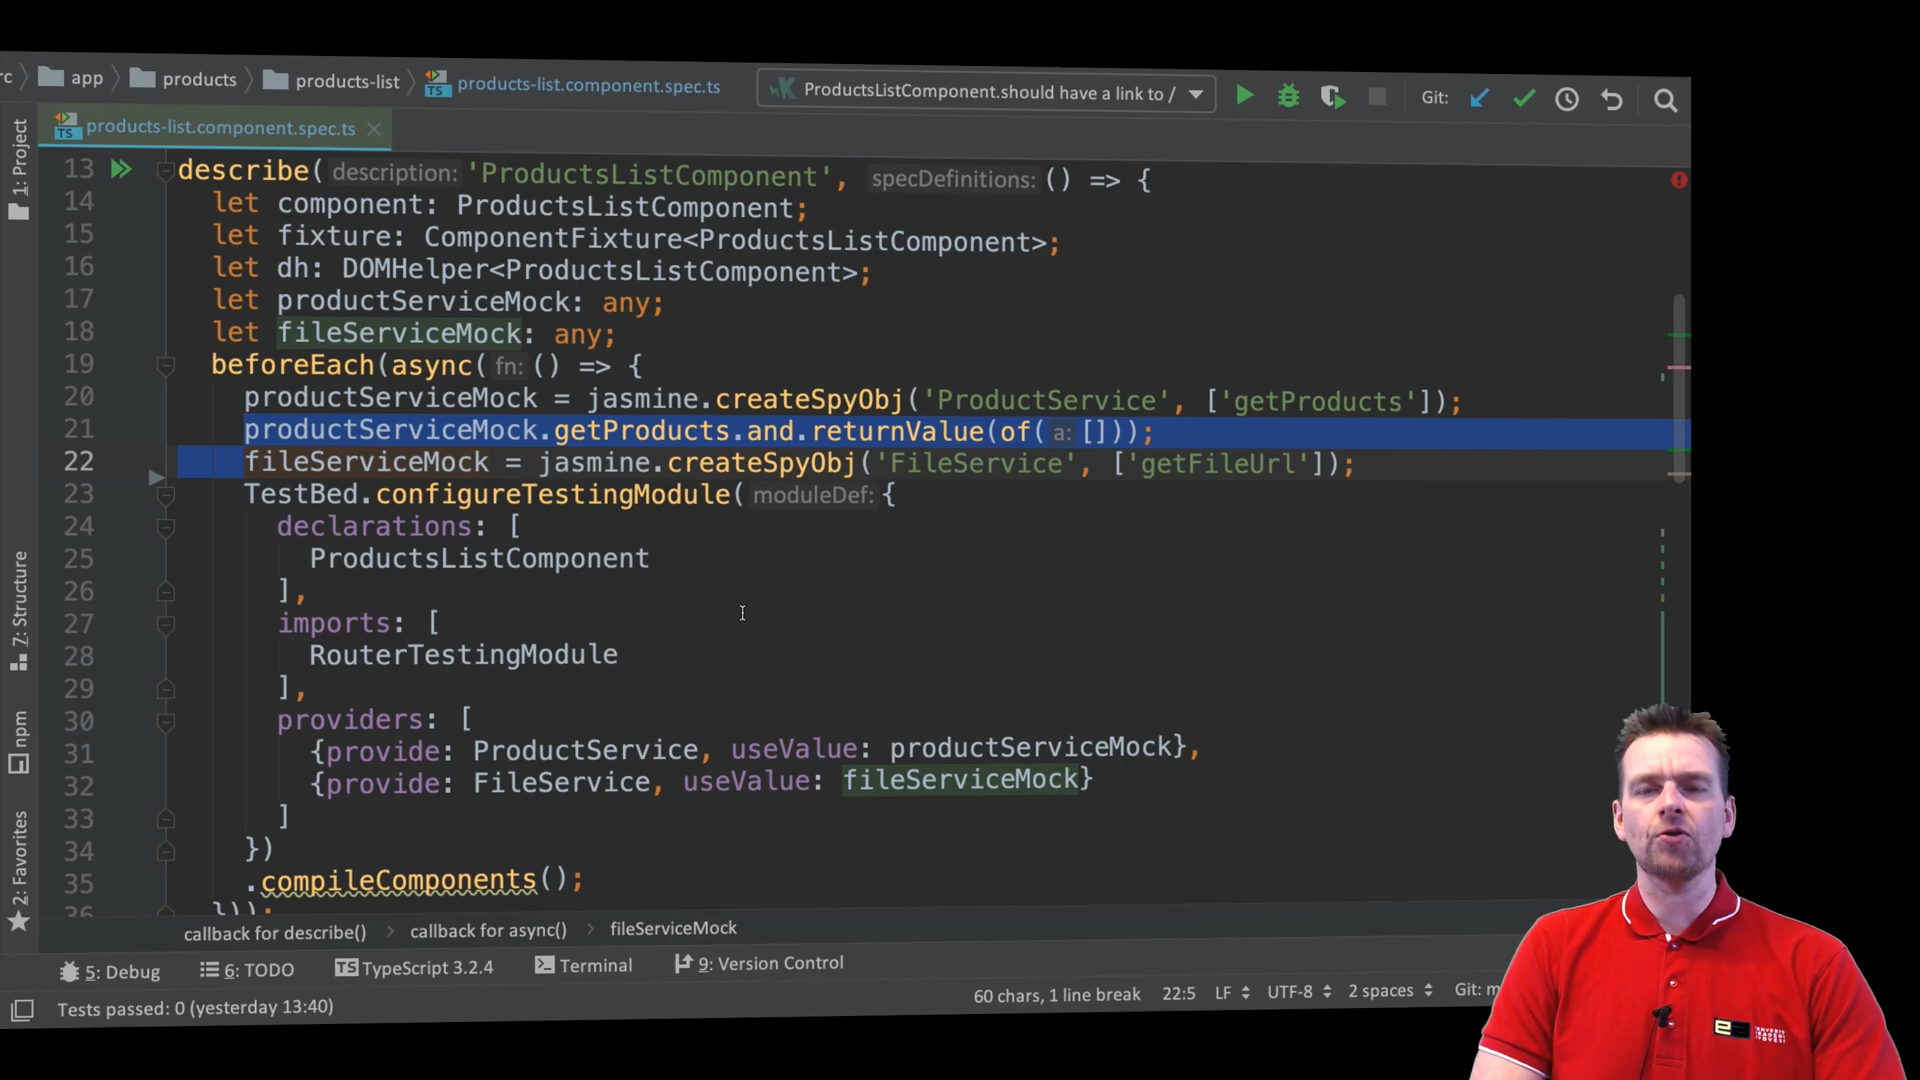 rc app products products-list products-list.component.spec.ts ProductsListComponent.should have a link to / Git:
products-list.component.spec.ts
1: Project
7: Structure
npm
2: Favorites
13 describe( description: 'ProductsListComponent', specDefinitions: () => {
14 let component: ProductsListComponent;
15 let fixture: ComponentFixture<ProductsListComponent>;
16 let dh: DOMHelper<ProductsListComponent>;
17 let productServiceMock: any;
18 let fileServiceMock: any;
19 beforeEach(async( fn: () => {
20 productServiceMock = jasmine.createSpyObj('ProductService', ['getProducts']);
21 productServiceMock.getProducts.and.returnValue(of( a: []));
22 fileServiceMock = jasmine.createSpyObj('FileService', ['getFileUrl']);
23 TestBed.configureTestingModule( moduleDef: {
24 declarations: [
25 ProductsListComponent
26 ],
27 imports: [
28 RouterTestingModule
29 ],
30 providers: [
31 {provide: ProductService, useValue: productServiceMock},
32 {provide: FileService, useValue: fileServiceMock}
33 ]
34 })
35 .compileComponents();
36 }));
callback for describe() callback for async() fileServiceMock
5: Debug 6: TODO TypeScript 3.2.4 Terminal 9: Version Control
Tests passed: 0 (yesterday 13:40) 60 chars, 1 line break 22:5 LF UTF-8 2 spaces Git: m